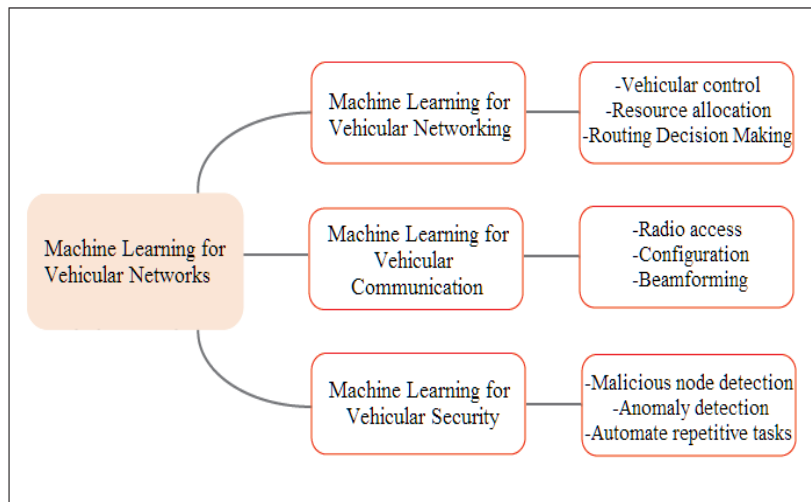 Machine Learning for
Vehicular Networks
Machine Learning for
Vehicular Networking
-Vehicular control
-Resource allocation
-Routing Decision Making
Machine Learning for
Vehicular
Communication
-Radio access
-Configuration
-Beamforming
Machine Learning for
Vehicular Security
-Malicious node detection
-Anomaly detection
-Automate repetitive tasks